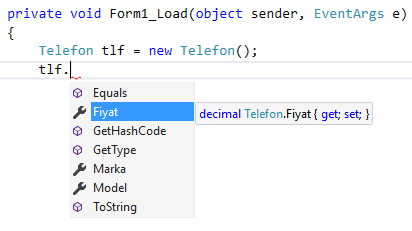 private void Form1_Load(object sender, EventArgs e)
{
Telefon tlf = new Telefon();
tlf.
Equals
Fiyat decimal Telefon.Fiyat { get; set; }
GetHashCode
GetType
Marka
Model
ToString